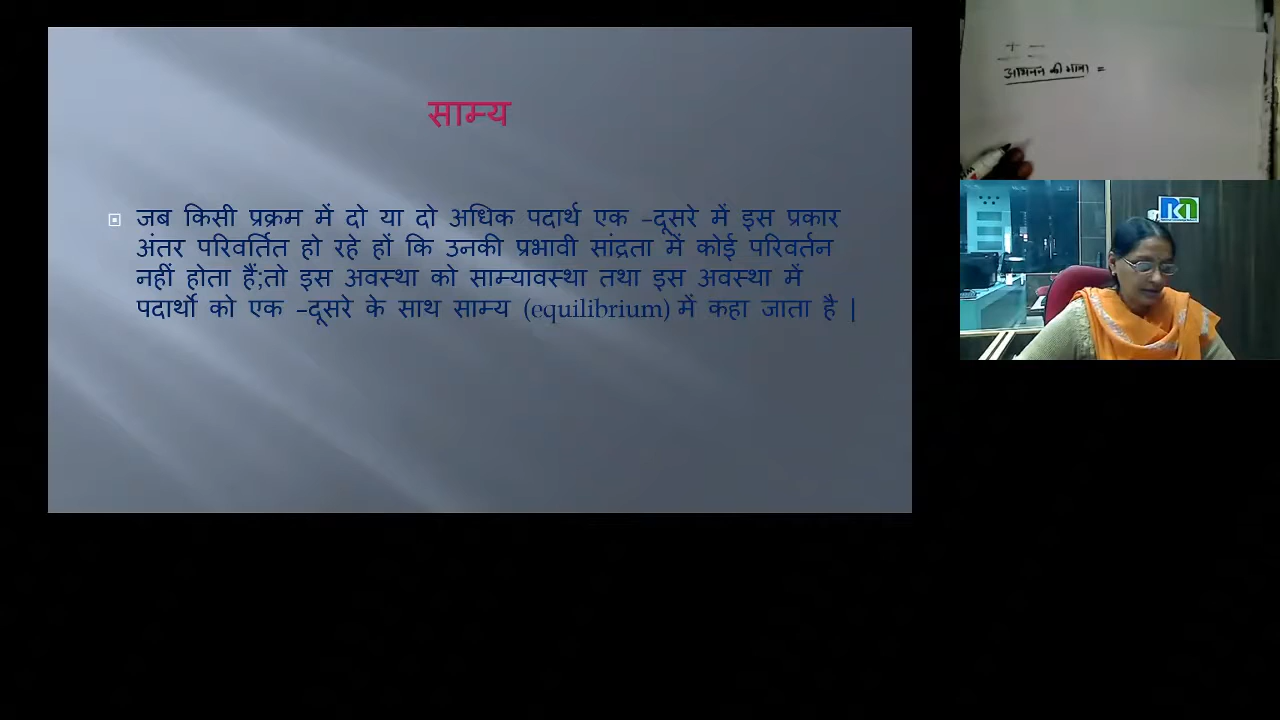 साम्य
जब किसी प्रक्रम में दो या दो अधिक पदार्थ एक –दूसरे में इस प्रकार
अंतर परिवर्तित हो रहे हों कि उनकी प्रभावी सांद्रता में कोई परिवर्तन
नहीं होता हैं;तो इस अवस्था को साम्यावस्था तथा इस अवस्था में
पदार्थो को एक –दूसरे के साथ साम्य (equilibrium) में कहा जाता है |
+ −
की मात्रा =